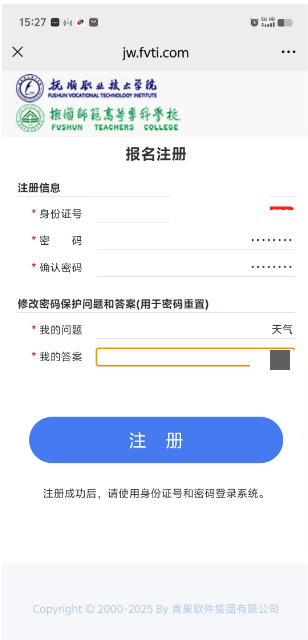 15:27
5G HD
jw.fvti.com
抚顺职业技术学院
FUSHUN VOCATIONAL TECHNOLOGY INSTITUTE
抚顺师范高等专科学校
FUSHUN TEACHERS COLLEGE
报名注册
注册信息
* 身份证号
* 密 码 ········
* 确认密码 ········
修改密码保护问题和答案(用于密码重置)
* 我的问题 天气
* 我的答案
注 册
注册成功后，请使用身份证号和密码登录系统。
Copyright © 2000-2025 By 青果软件集团有限公司